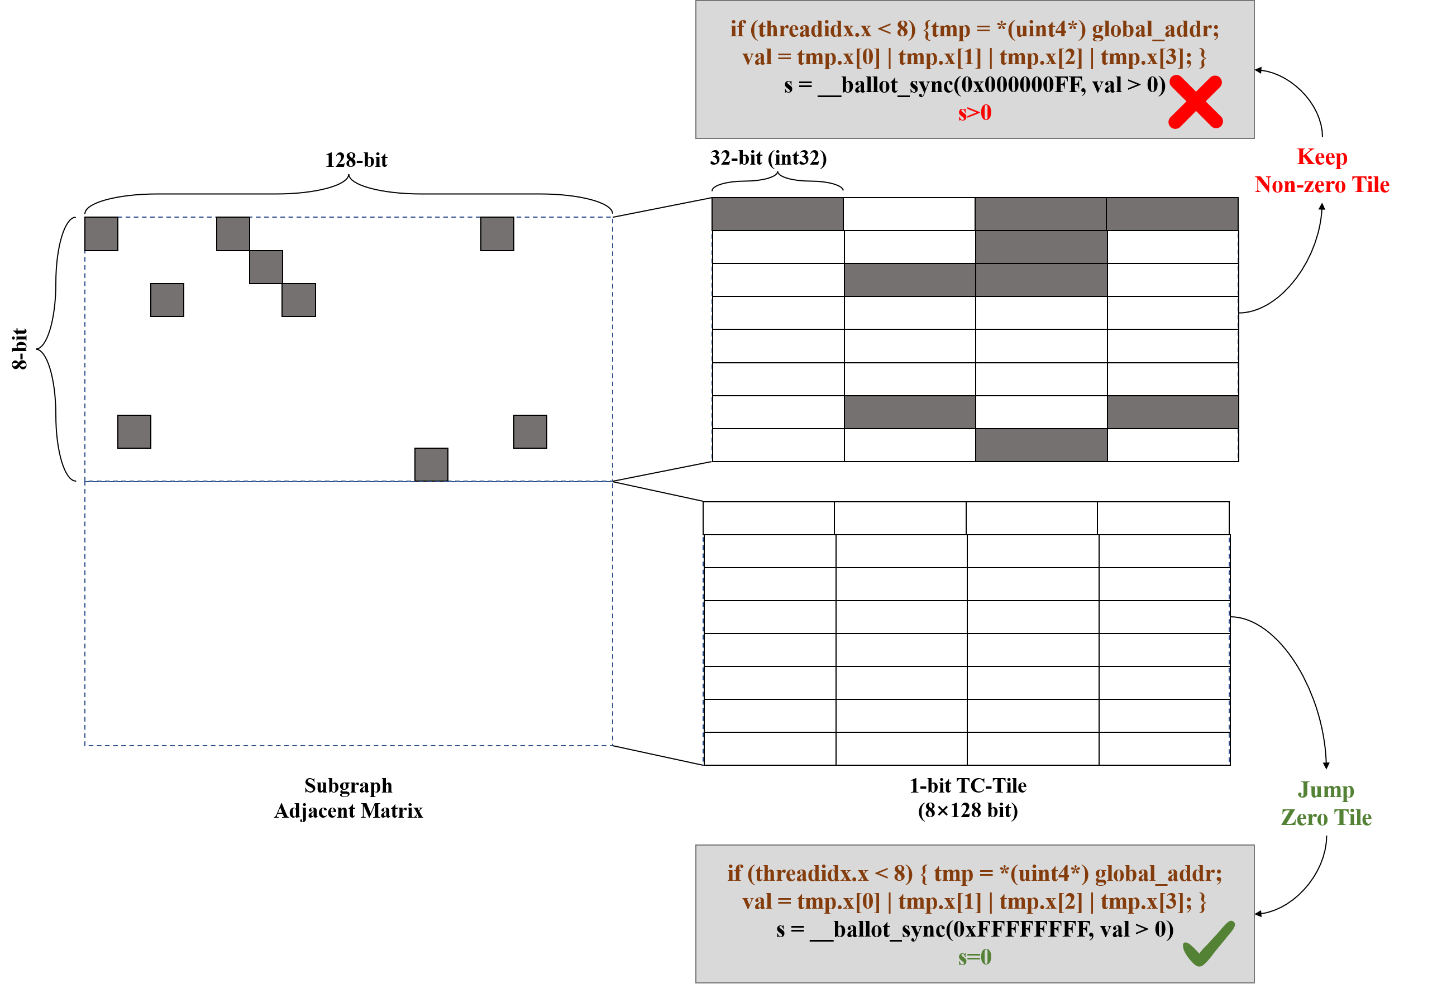 if (threadidx.x < 8) {tmp = *(uint4*) global_addr;
val = tmp.x[0] | tmp.x[1] | tmp.x[2] | tmp.x[3]; }
s = __ballot_sync(0x000000FF, val > 0)
s>0
Keep
Non-zero Tile
128-bit
32-bit (int32)
8-bit
Subgraph
Adjacent Matrix
1-bit TC-Tile
(8×128 bit)
Jump
Zero Tile
if (threadidx.x < 8) { tmp = *(uint4*) global_addr;
val = tmp.x[0] | tmp.x[1] | tmp.x[2] | tmp.x[3]; }
s = __ballot_sync(0xFFFFFFFF, val > 0)
s=0